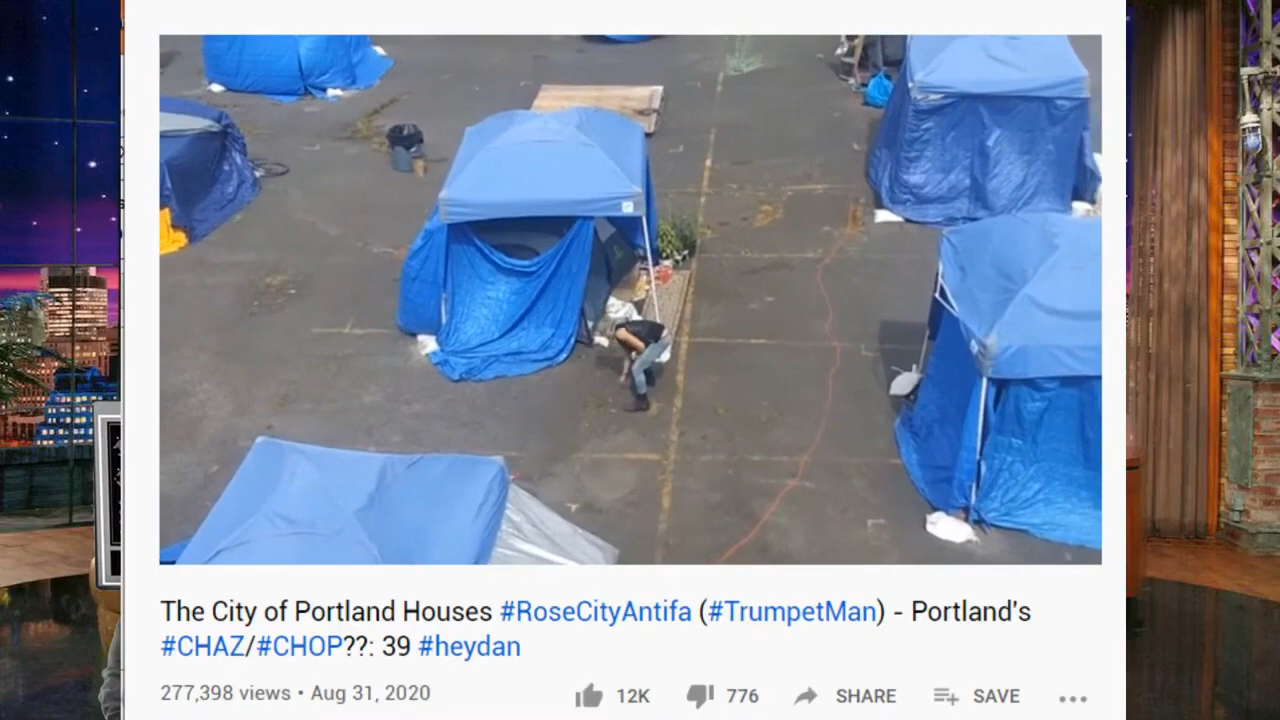 The City of Portland Houses #RoseCityAntifa (#TrumpetMan) - Portland's
#CHAZ/#CHOP??: 39 #heydan
277,398 views • Aug 31, 2020 12K 776 SHARE SAVE